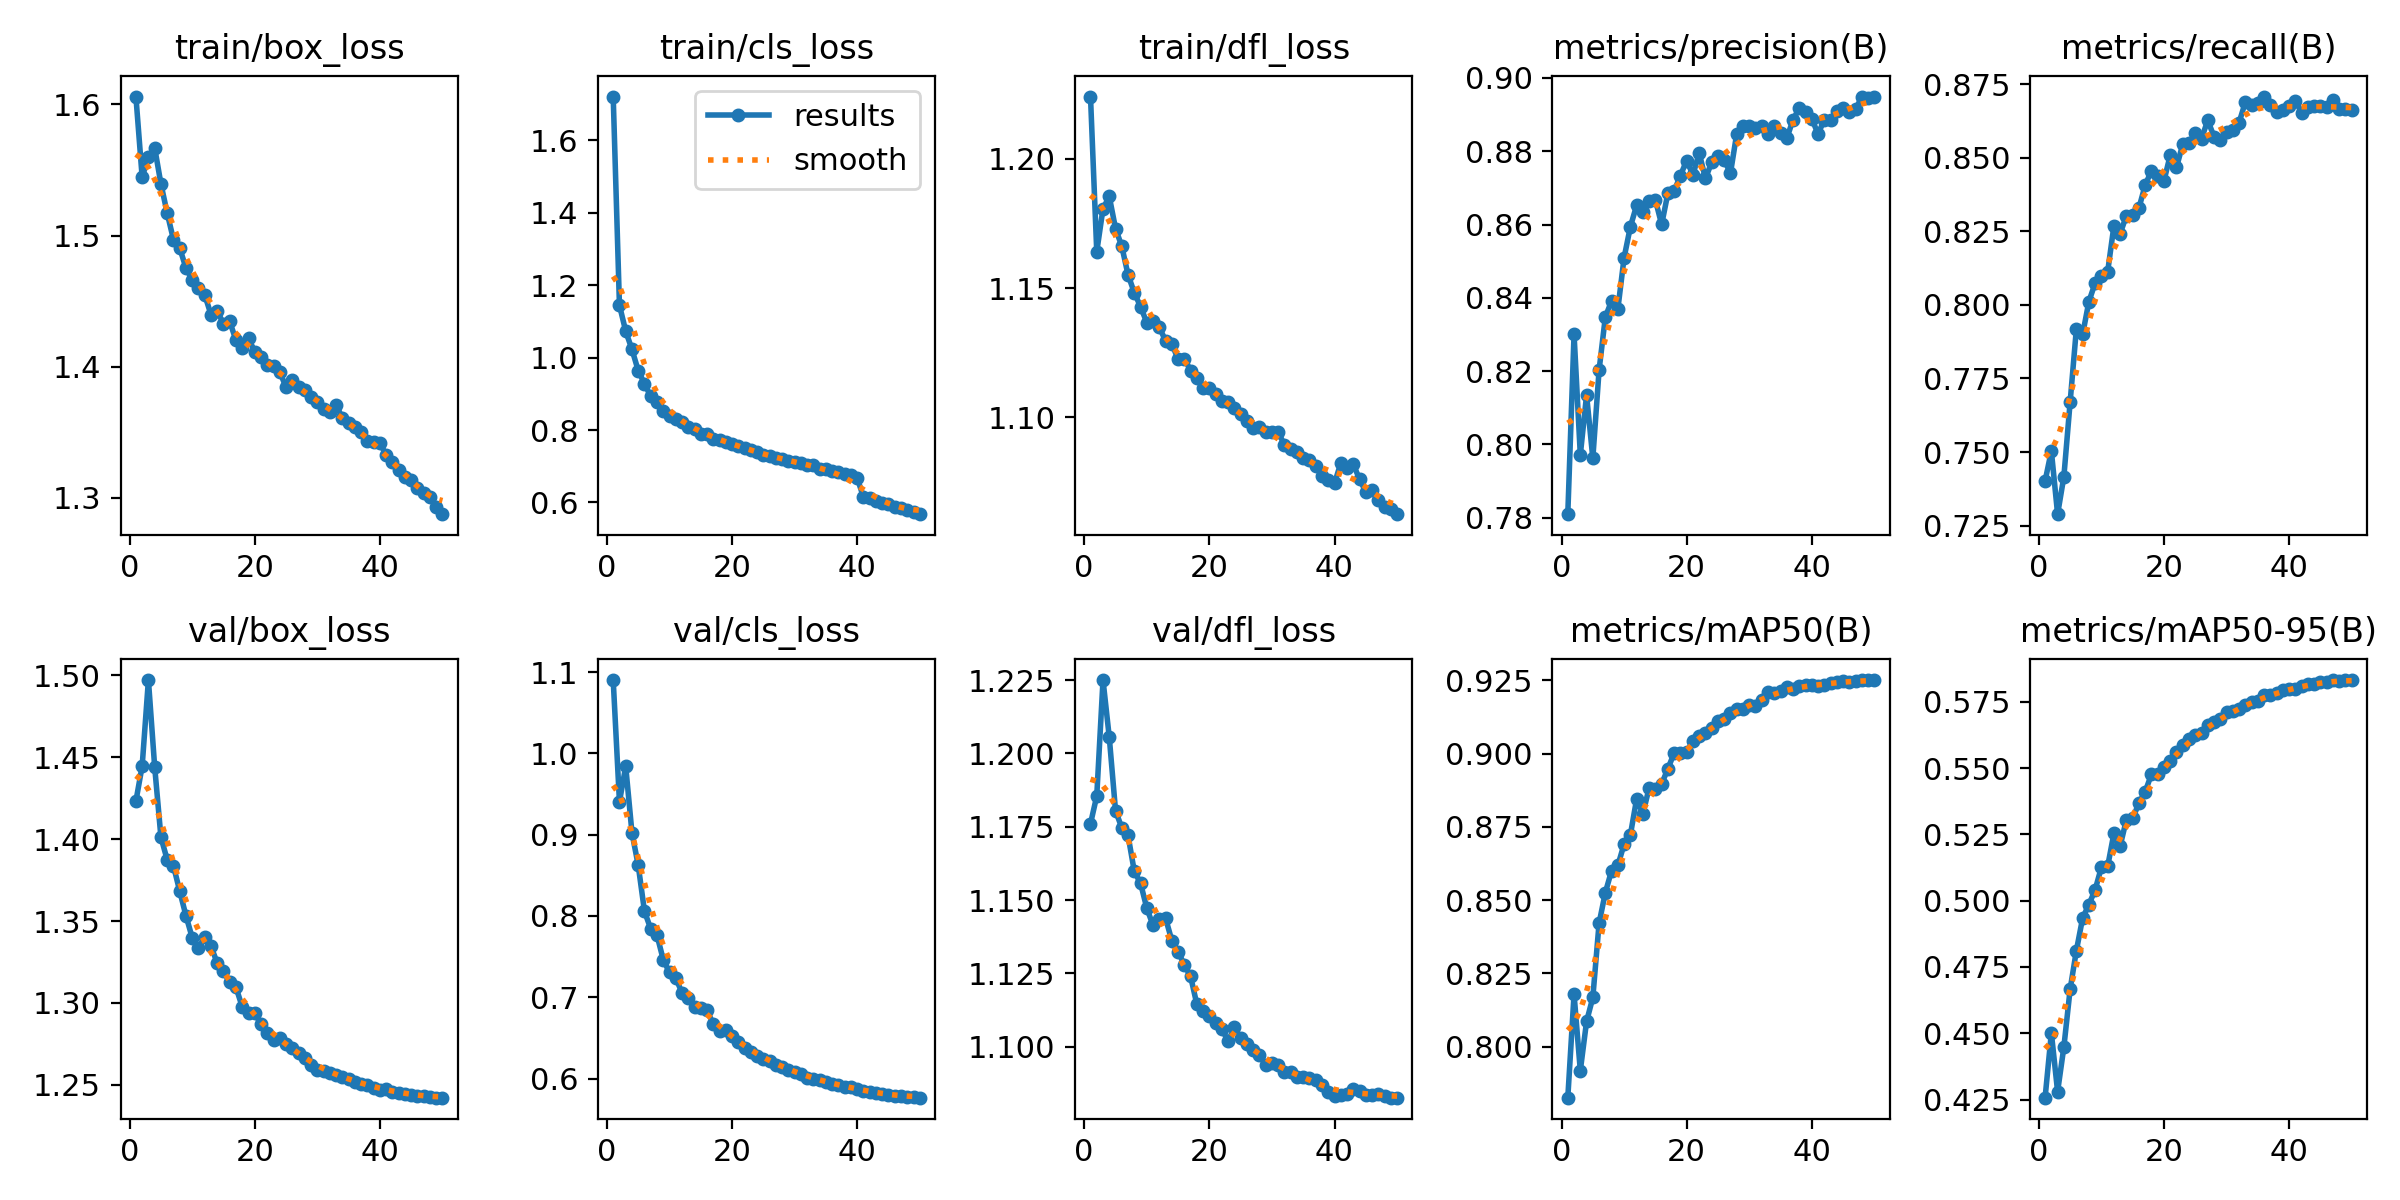 train/box_loss
1.6
1.5
1.4
1.3
0 20 40
train/cls_loss
results
smooth
1.6
1.4
1.2
1.0
0.8
0.6
0 20 40
train/dfl_loss
1.20
1.15
1.10
0 20 40
metrics/precision(B)
0.90
0.88
0.86
0.84
0.82
0.80
0.78
0 20 40
metrics/recall(B)
0.875
0.850
0.825
0.800
0.775
0.750
0.725
0 20 40
val/box_loss
1.50
1.45
1.40
1.35
1.30
1.25
0 20 40
val/cls_loss
1.1
1.0
0.9
0.8
0.7
0.6
0 20 40
val/dfl_loss
1.225
1.200
1.175
1.150
1.125
1.100
0 20 40
metrics/mAP50(B)
0.925
0.900
0.875
0.850
0.825
0.800
0 20 40
metrics/mAP50-95(B)
0.575
0.550
0.525
0.500
0.475
0.450
0.425
0 20 40